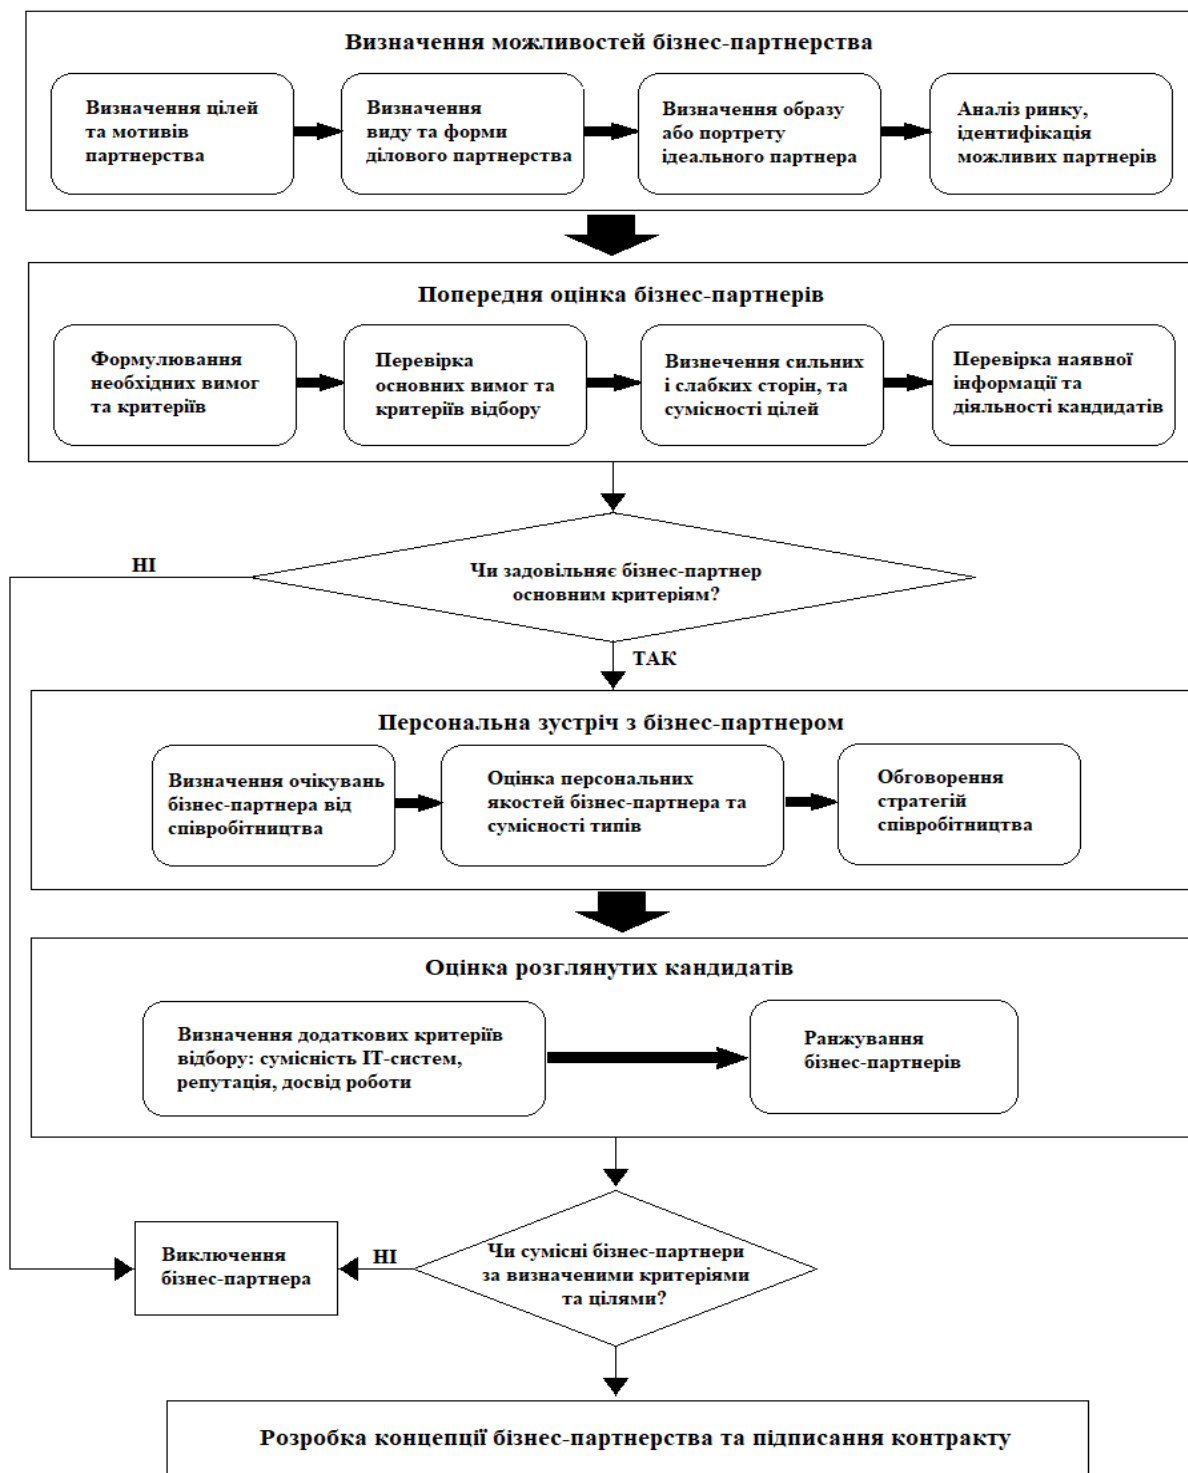 Визначення можливостей бізнес-партнерства
Визначення цілей
та мотивів
партнерства
Визначення
виду та форми
ділового партнерства
Визначення образу
або портрету
ідеального партнера
Аналіз ринку,
ідентифікація
можливих партнерів
Попередня оцінка бізнес-партнерів
Формулювання
необхідних вимог
та критеріїв
Перевірка
основних вимог та
критеріїв відбору
Визнечення сильних
і слабких сторін, та
сумісності цілей
Перевірка наявної
інформації та
діяльності кандидатів
НІ
Чи задовільняє бізнес-партнер
основним критеріям?
ТАК
Персональна зустріч з бізнес-партнером
Визначення очікувань
бізнес-партнера від
співробітництва
Оцінка персональних
якостей бізнес-партнера та
сумісності типів
Обговорення
стратегій
співробітництва
Оцінка розглянутих кандидатів
Визначення додаткових критеріїв
відбору: сумісність ІТ-систем,
репутація, досвід роботи
Ранжування
бізнес-партнерів
Виключення
бізнес-партнера
НІ
Чи сумісні бізнес-партнери
за визначеними критеріями
та цілями?
Розробка концепції бізнес-партнерства та підписання контракту